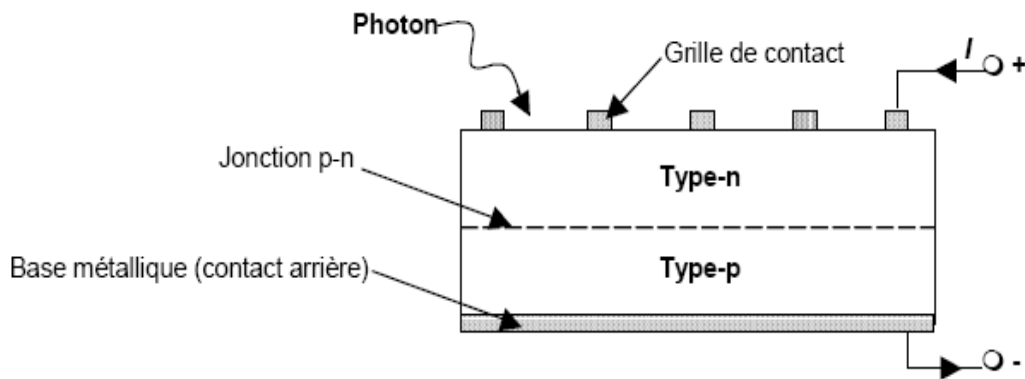 Photon
Grille de contact
I
+
Jonction p-n
Type-n
Base métallique (contact arrière)
Type-p
-